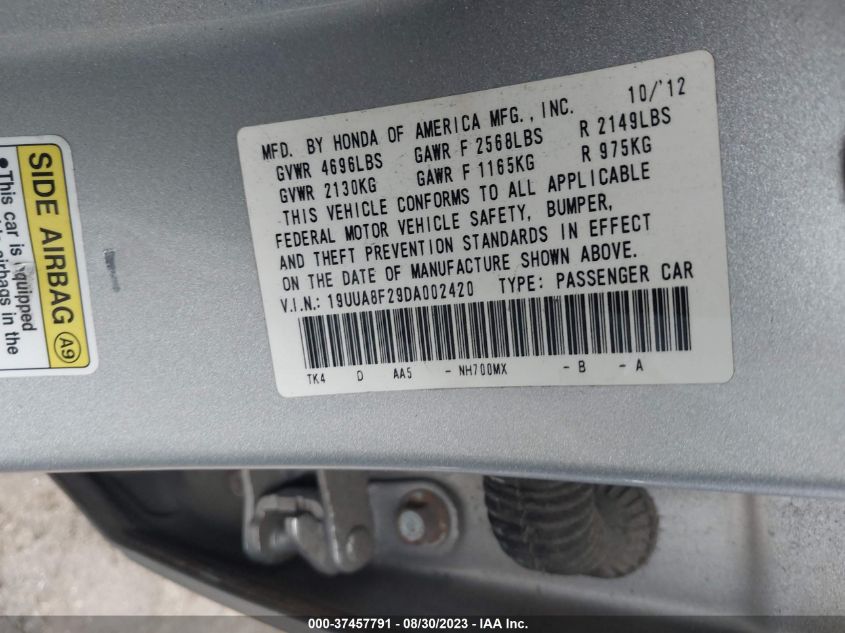 10/'12
MFD. BY HONDA OF AMERICA MFG., INC.
GVWR 4696LBS GAWR F 2568LBS R 2149LBS
GVWR 2130KG GAWR F 1165KG R 975KG
THIS VEHICLE CONFORMS TO ALL APPLICABLE
FEDERAL MOTOR VEHICLE SAFETY, BUMPER,
AND THEFT PREVENTION STANDARDS IN EFFECT
ON THE DATE OF MANUFACTURE SHOWN ABOVE.
V.I.N.: 19UUA8F29DA002420 TYPE: PASSENGER CAR
TK4 D AA5 - NH700MX - B - A
SIDE AIRBAG A9
•This car is equipped
airbags in the
000-37457791 - 08/30/2023 - IAA Inc.